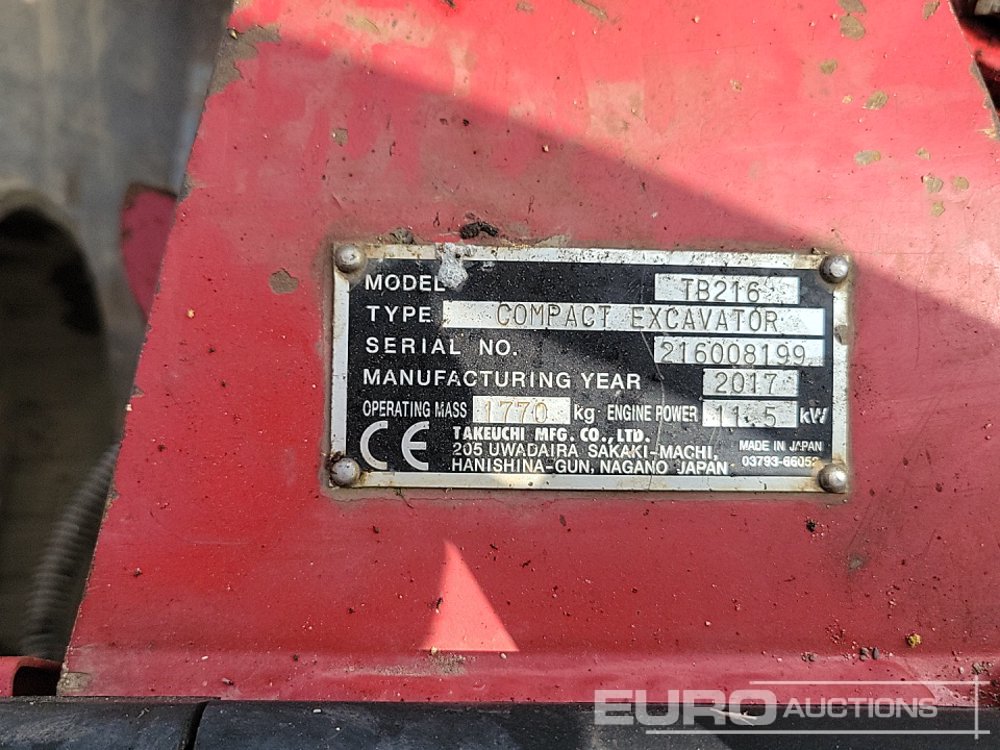 MODEL TB216
TYPE COMPACT EXCAVATOR
SERIAL NO. 216008199
MANUFACTURING YEAR 2017
OPERATING MASS 1770 kg ENGINE POWER 11.5 kW
CE TAKEUCHI MFG. CO., LTD.
205 UWADAIRA SAKAKI-MACHI, MADE IN JAPAN
HANISHINA-GUN, NAGANO JAPAN 03793-66052
EURO AUCTIONS